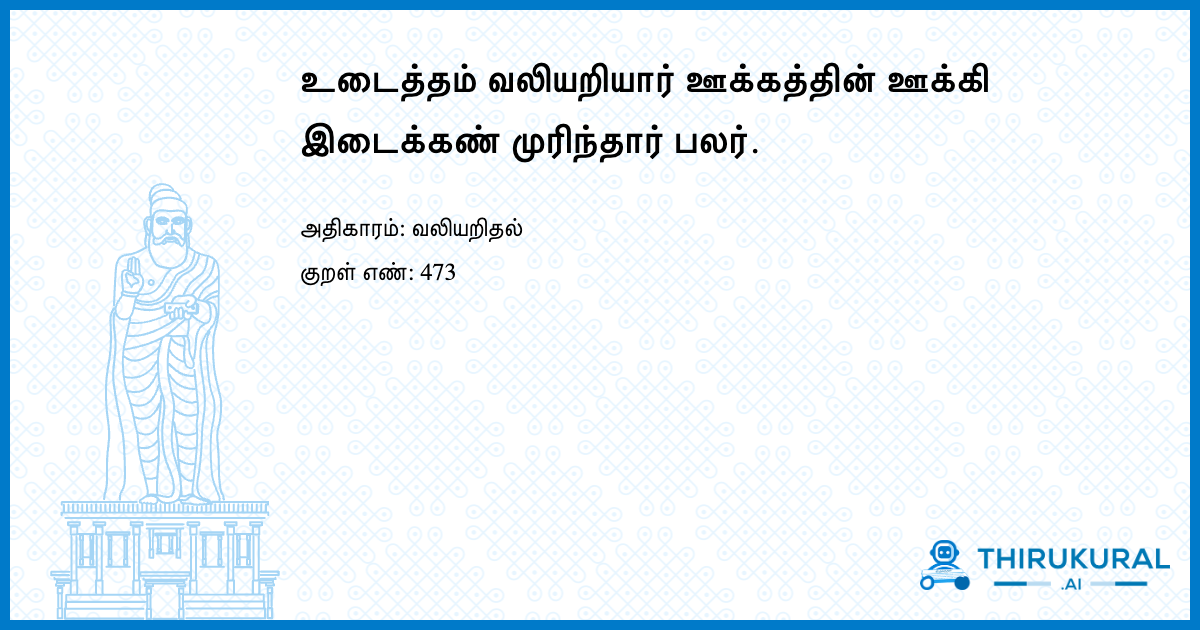 உடைத்தம் வலியறியார் ஊக்கத்தின் ஊக்கி
இடைக்கண் முரிந்தார் பலர்.
அதிகாரம்: வலியறிதல்
குறள் எண்: 473
THIRUKURAL
.AI